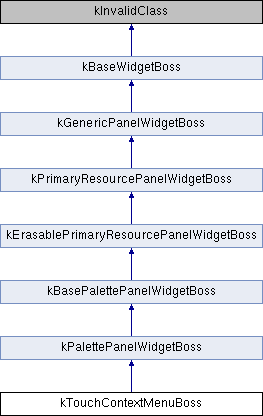 kInvalidClass
kBaseWidgetBoss
kGenericPanelWidgetBoss
kPrimaryResourcePanelWidgetBoss
kErasablePrimaryResourcePanelWidgetBoss
kBasePalettePanelWidgetBoss
kPalettePanelWidgetBoss
kTouchContextMenuBoss